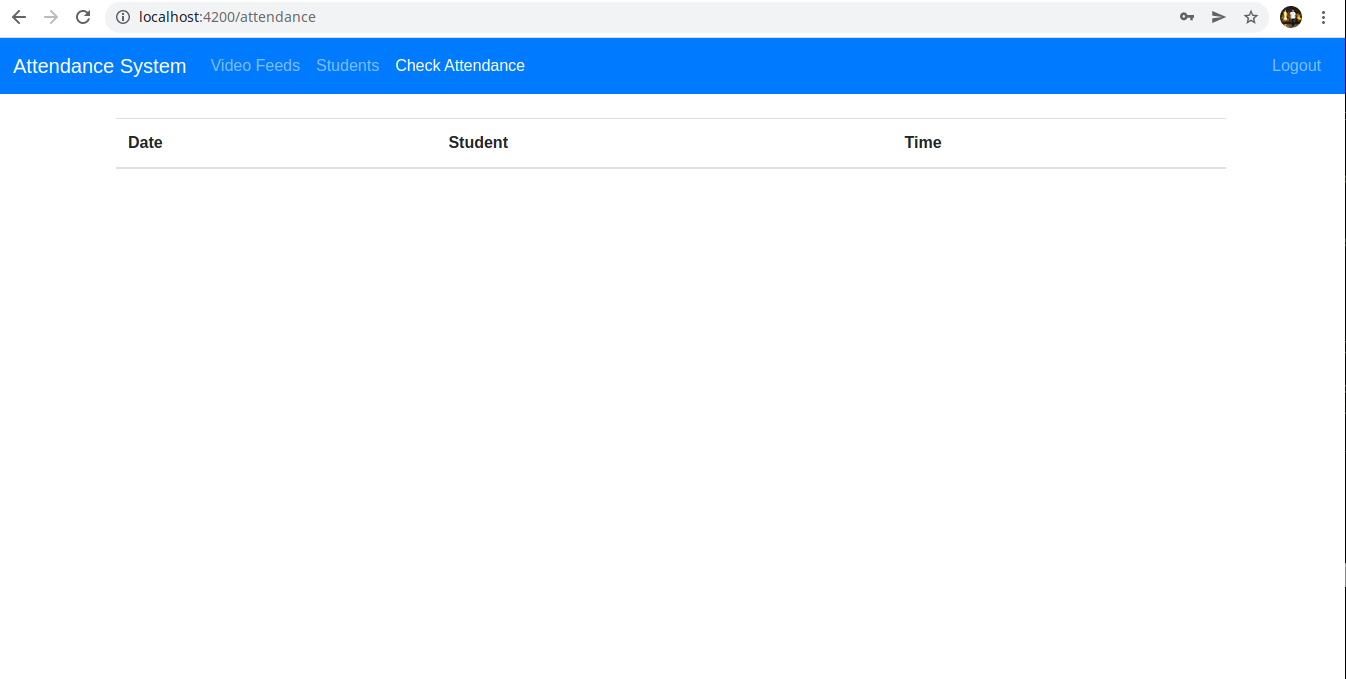 localhost:4200/attendance
Attendance System Video Feeds Students Check Attendance Logout
Date Student Time